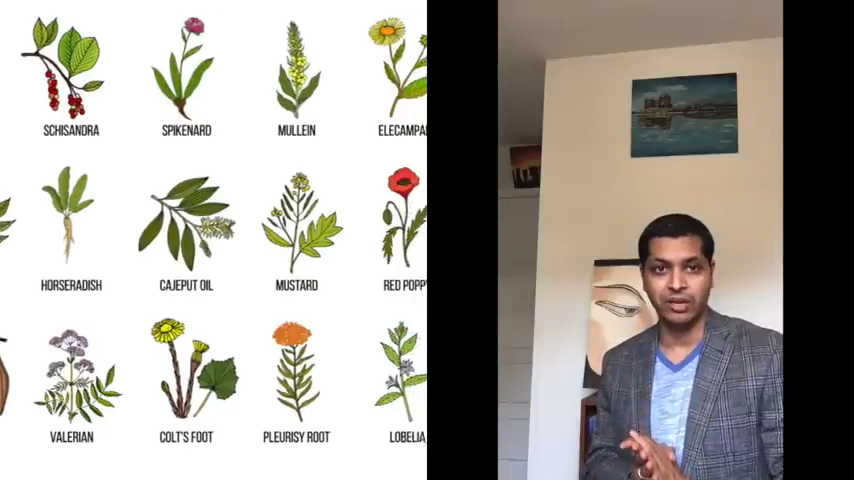 SCHISANDRA SPIKENARD MULLEIN ELECAMPA
HORSERADISH CAJEPUT OIL MUSTARD RED POPP
VALERIAN COLT'S FOOT PLEURISY ROOT LOBELIA